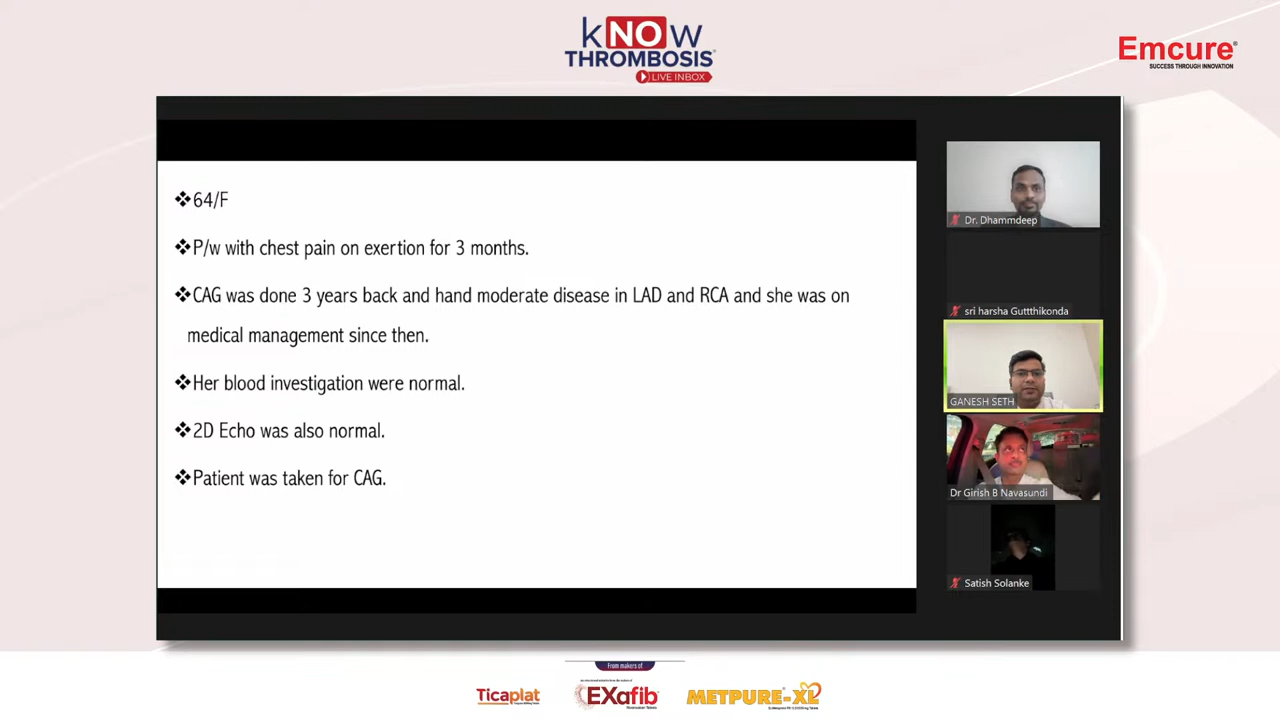 kNOw
THROMBOSIS
LIVE INBOX
Emcure®
SUCCESS THROUGH INNOVATION
❖64/F
❖P/w with chest pain on exertion for 3 months.
❖CAG was done 3 years back and hand moderate disease in LAD and RCA and she was on
medical management since then.
❖Her blood investigation were normal.
❖2D Echo was also normal.
❖Patient was taken for CAG.
Dr. Dhammdeep
sri harsha Guttthikonda
GANESH SETH
Dr Girish B Navasundi
Satish Solanke
From makers of
Ticaplat
EXafib
METPURE-XL